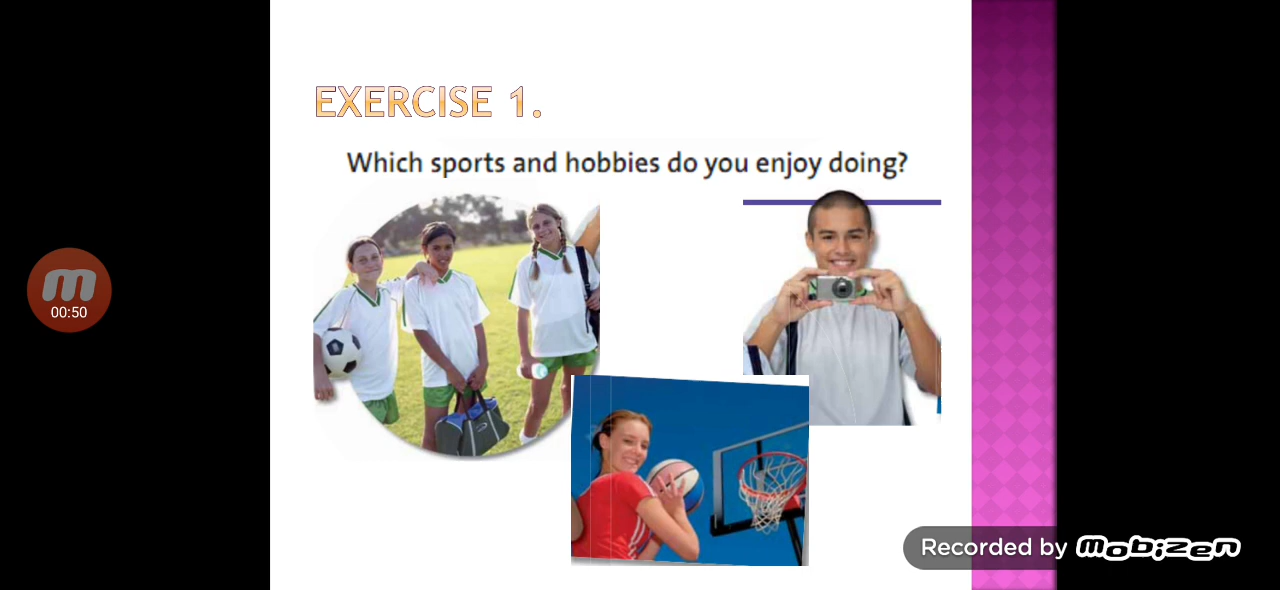 EXERCISE 1.
Which sports and hobbies do you enjoy doing?
m
00:50
Recorded by mobizen